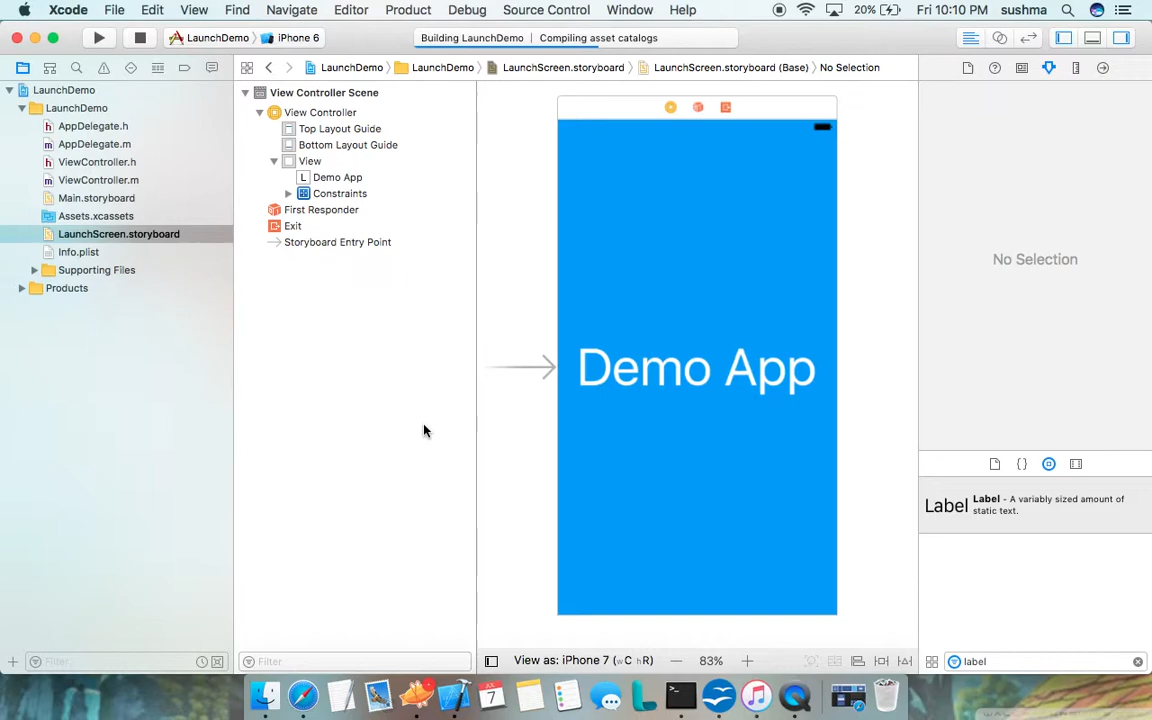 Xcode File Edit View Find Navigate Editor Product Debug Source Control Window Help 20% Fri 10:10 PM sushma
LaunchDemo iPhone 6 Building LaunchDemo Compiling asset catalogs
LaunchDemo LaunchDemo LaunchScreen.storyboard LaunchScreen.storyboard (Base) No Selection
LaunchDemo
LaunchDemo
AppDelegate.h
AppDelegate.m
ViewController.h
ViewController.m
Main.storyboard
Assets.xcassets
LaunchScreen.storyboard
Info.plist
Supporting Files
Products
Filter
View Controller Scene
View Controller
Top Layout Guide
Bottom Layout Guide
View
L Demo App
Constraints
First Responder
Exit
Storyboard Entry Point
Filter
Demo App
View as: iPhone 7 (wC hR) 83%
No Selection
Label Label - A variably sized amount of
static text.
label
7